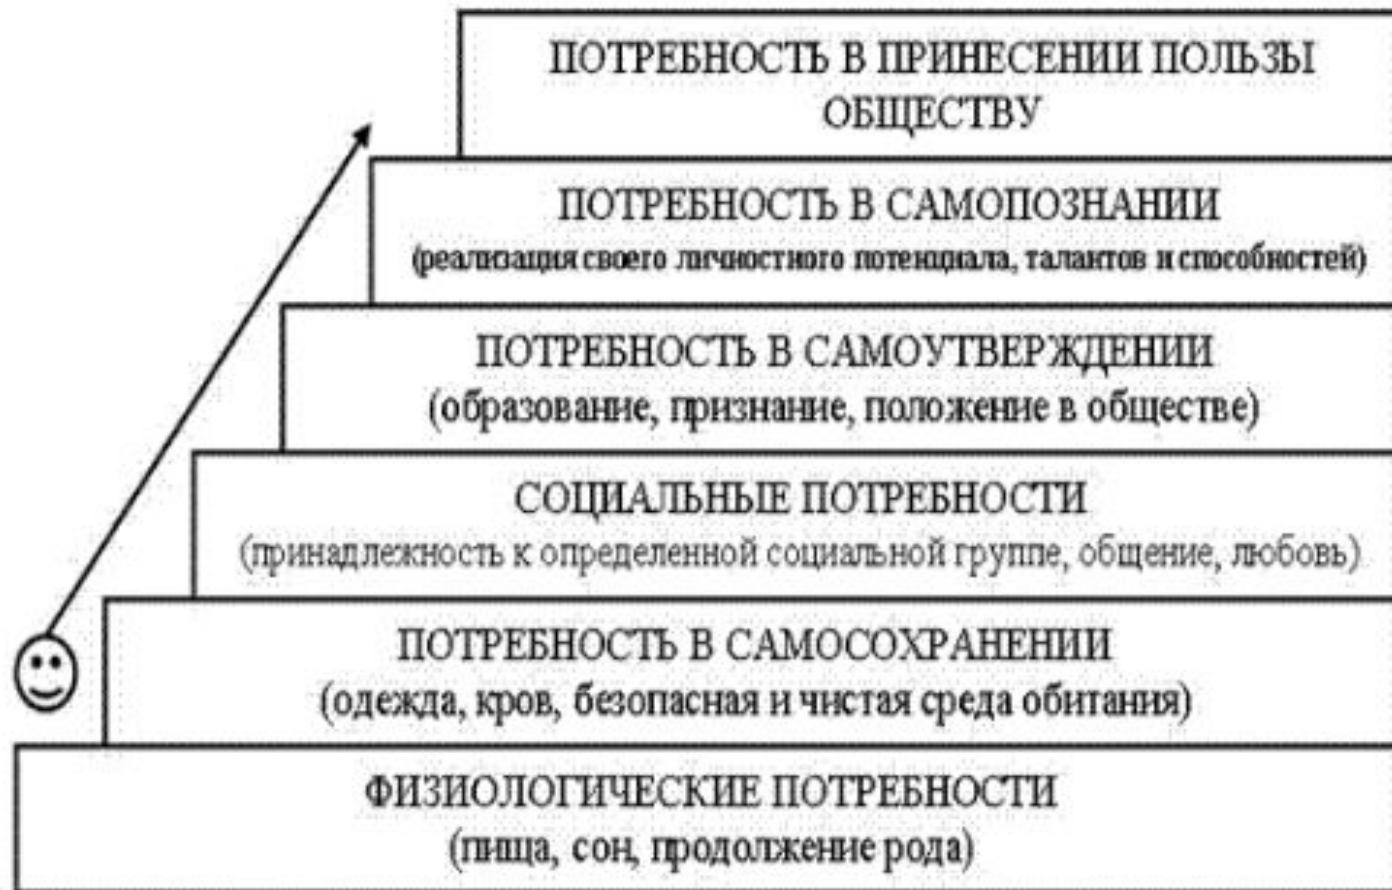 ПОТРЕБНОСТЬ В ПРИНЕСЕНИИ ПОЛЬЗЫ
ОБЩЕСТВУ
ПОТРЕБНОСТЬ В САМОПОЗНАНИИ
(реализация своего личностного потенциала, талантов и способностей)
ПОТРЕБНОСТЬ В САМОУТВЕРЖДЕНИИ
(образование, признание, положение в обществе)
СОЦИАЛЬНЫЕ ПОТРЕБНОСТИ
(принадлежность к определенной социальной группе, общение, любовь)
ПОТРЕБНОСТЬ В САМОСОХРАНЕНИИ
(одежда, кров, безопасная и чистая среда обитания)
ФИЗИОЛОГИЧЕСКИЕ ПОТРЕБНОСТИ
(пища, сон, продолжение рода)